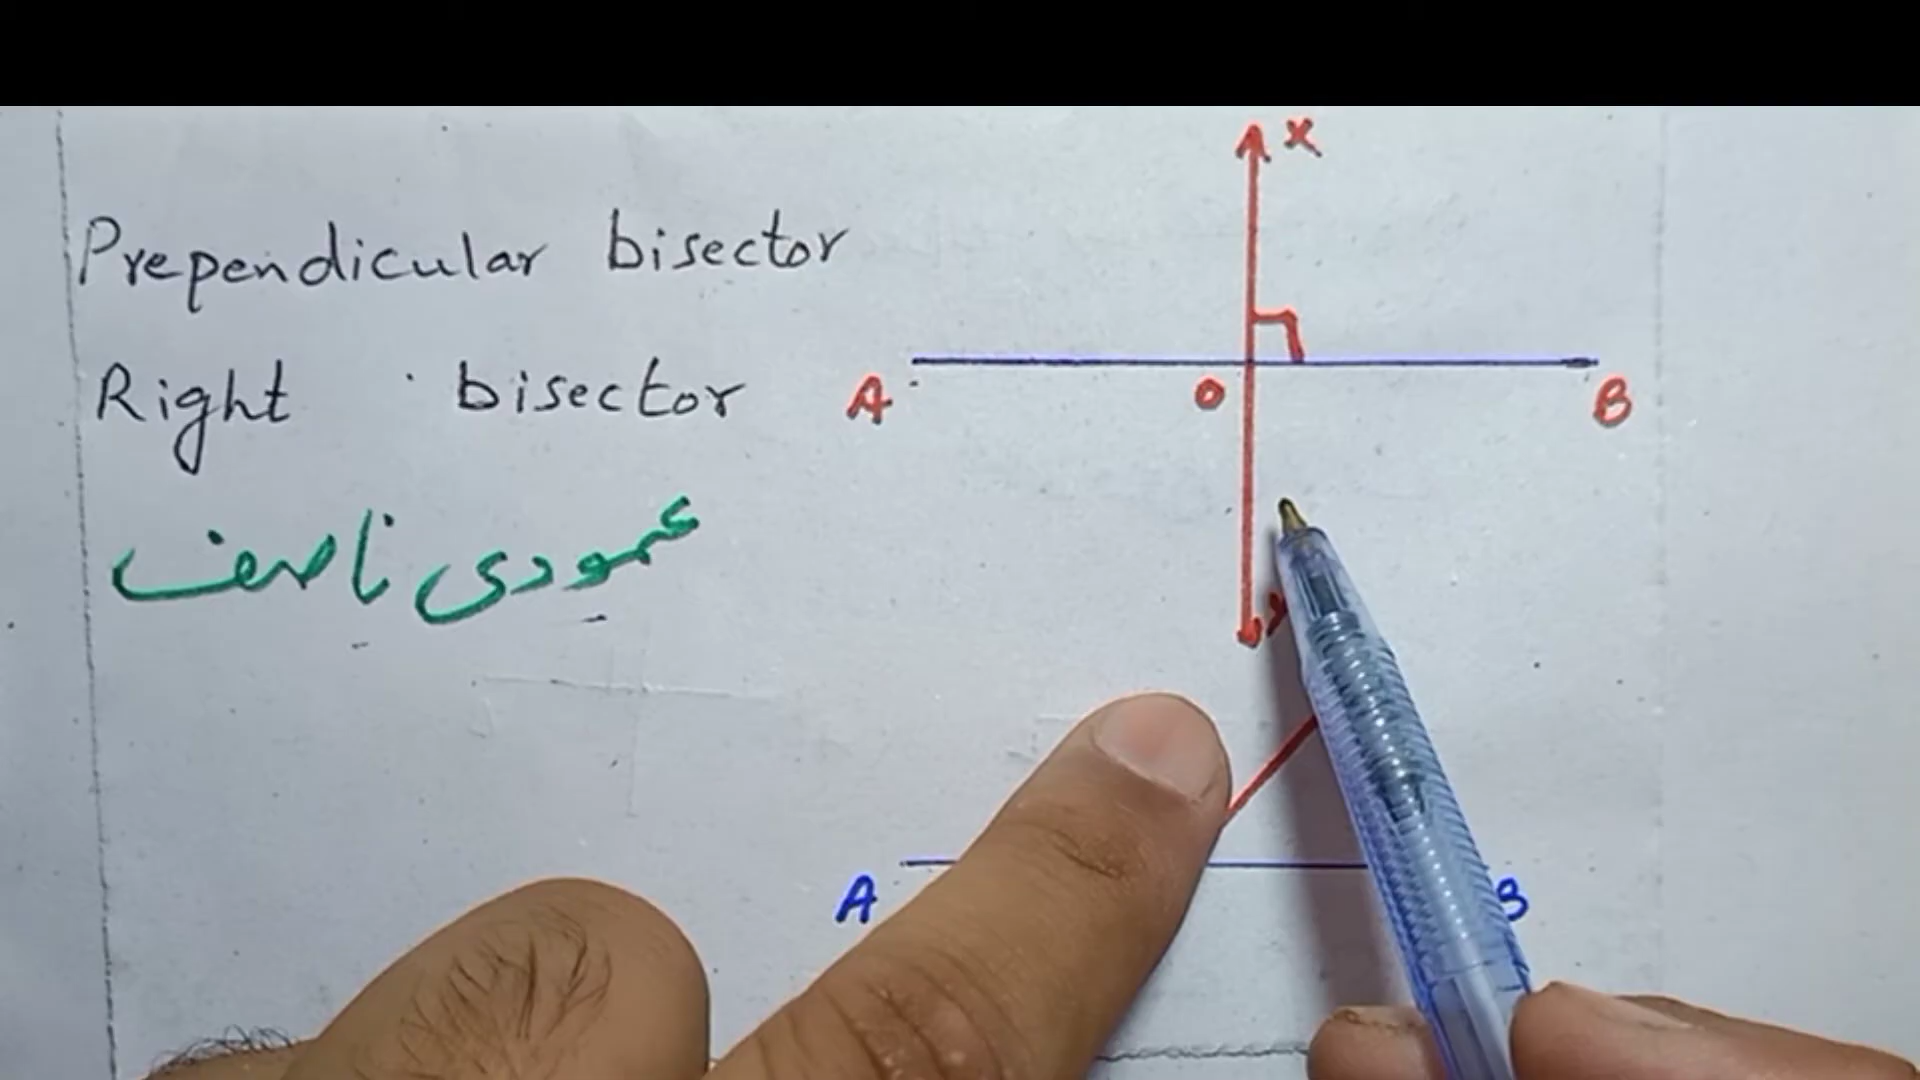 Prependicular bisector
Right bisector
عمودی ناصف
X
A O B
Y
A B